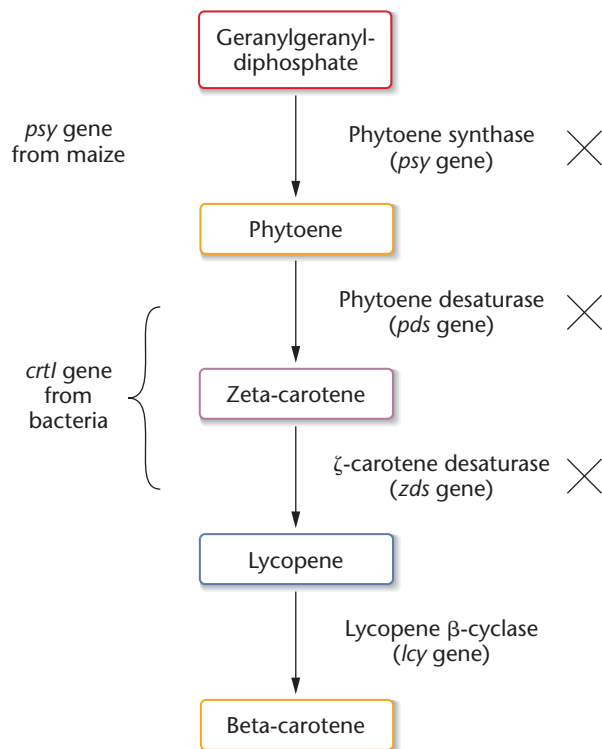 Geranylgeranyl-
diphosphate
psy gene
from maize
Phytoene synthase
(psy gene)
Phytoene
Phytoene desaturase
(pds gene)
crtI gene
from
bacteria
Zeta-carotene
ζ-carotene desaturase
(zds gene)
Lycopene
Lycopene β-cyclase
(lcy gene)
Beta-carotene